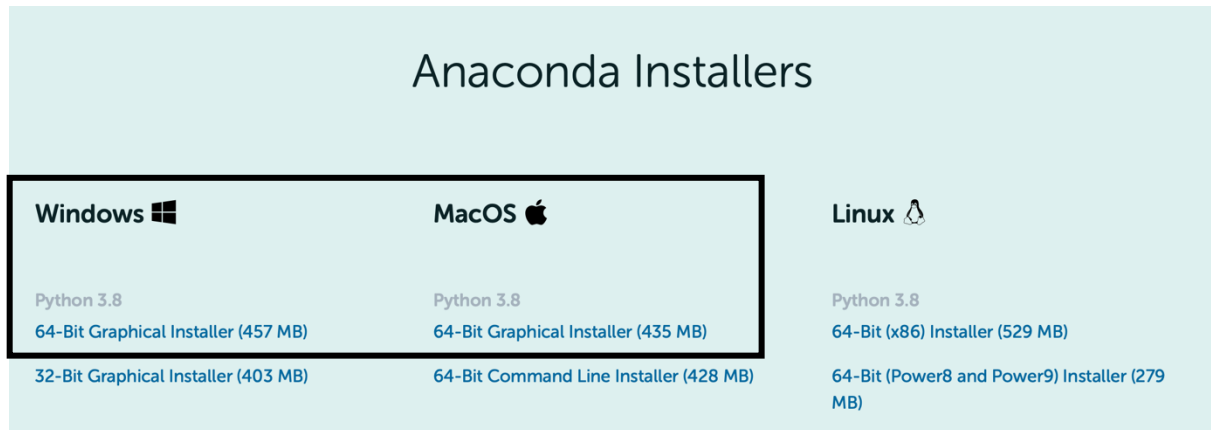 Anaconda Installers
Windows
MacOS
Linux
Python 3.8
Python 3.8
Python 3.8
64-Bit Graphical Installer (457 MB)
64-Bit Graphical Installer (435 MB)
64-Bit (x86) Installer (529 MB)
32-Bit Graphical Installer (403 MB)
64-Bit Command Line Installer (428 MB)
64-Bit (Power8 and Power9) Installer (279
MB)